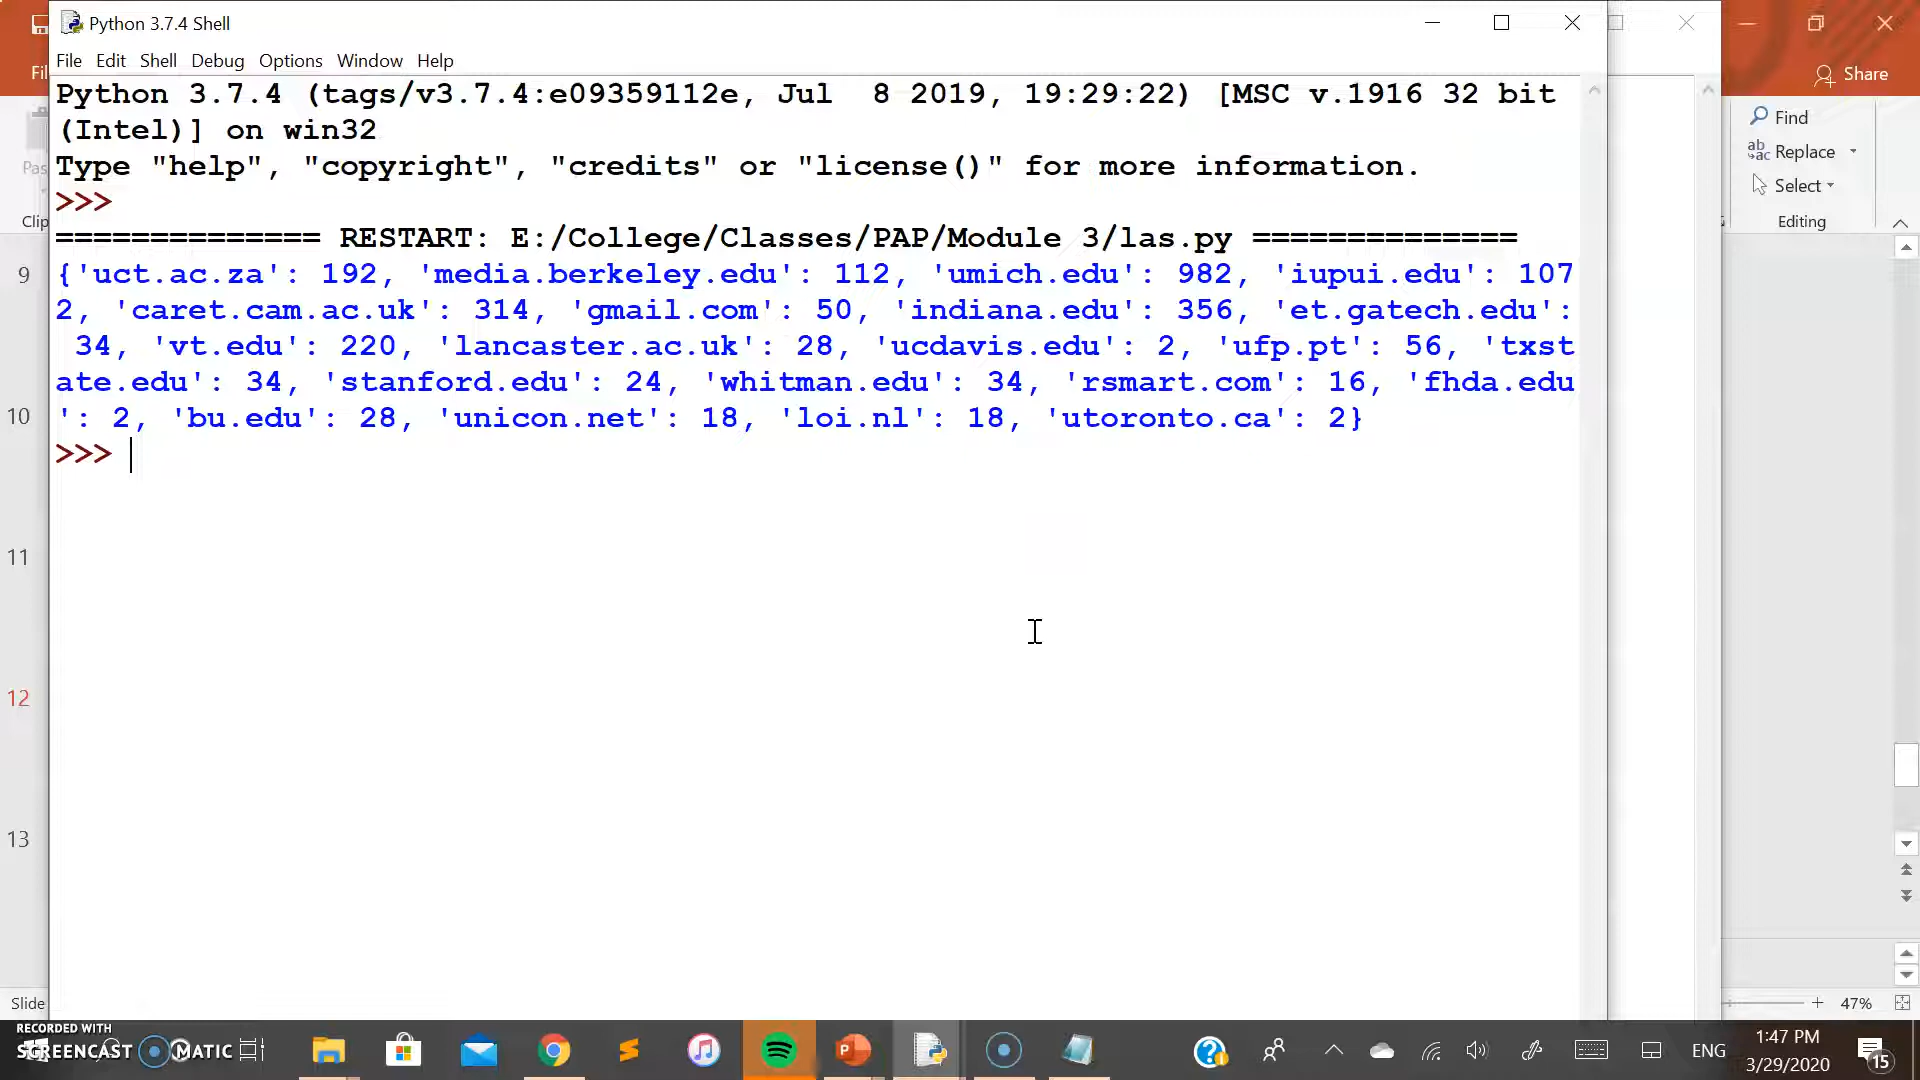 Python 3.7.4 Shell
File Edit Shell Debug Options Window Help
Share
Python 3.7.4 (tags/v3.7.4:e09359112e, Jul  8 2019, 19:29:22) [MSC v.1916 32 bit
(Intel)] on win32
Type "help", "copyright", "credits" or "license()" for more information.
>>>
============== RESTART: E:/College/Classes/PAP/Module 3/las.py ==============
{'uct.ac.za': 192, 'media.berkeley.edu': 112, 'umich.edu': 982, 'iupui.edu': 107
2, 'caret.cam.ac.uk': 314, 'gmail.com': 50, 'indiana.edu': 356, 'et.gatech.edu':
 34, 'vt.edu': 220, 'lancaster.ac.uk': 28, 'ucdavis.edu': 2, 'ufp.pt': 56, 'txst
ate.edu': 34, 'stanford.edu': 24, 'whitman.edu': 34, 'rsmart.com': 16, 'fhda.edu
': 2, 'bu.edu': 28, 'unicon.net': 18, 'loi.nl': 18, 'utoronto.ca': 2}
>>>
Find
Replace
Select
Editing
Clip
9
10
11
12
13
Slide
47%
RECORDED WITH
SCREENCAST MATIC
ENG
1:47 PM
3/29/2020
15